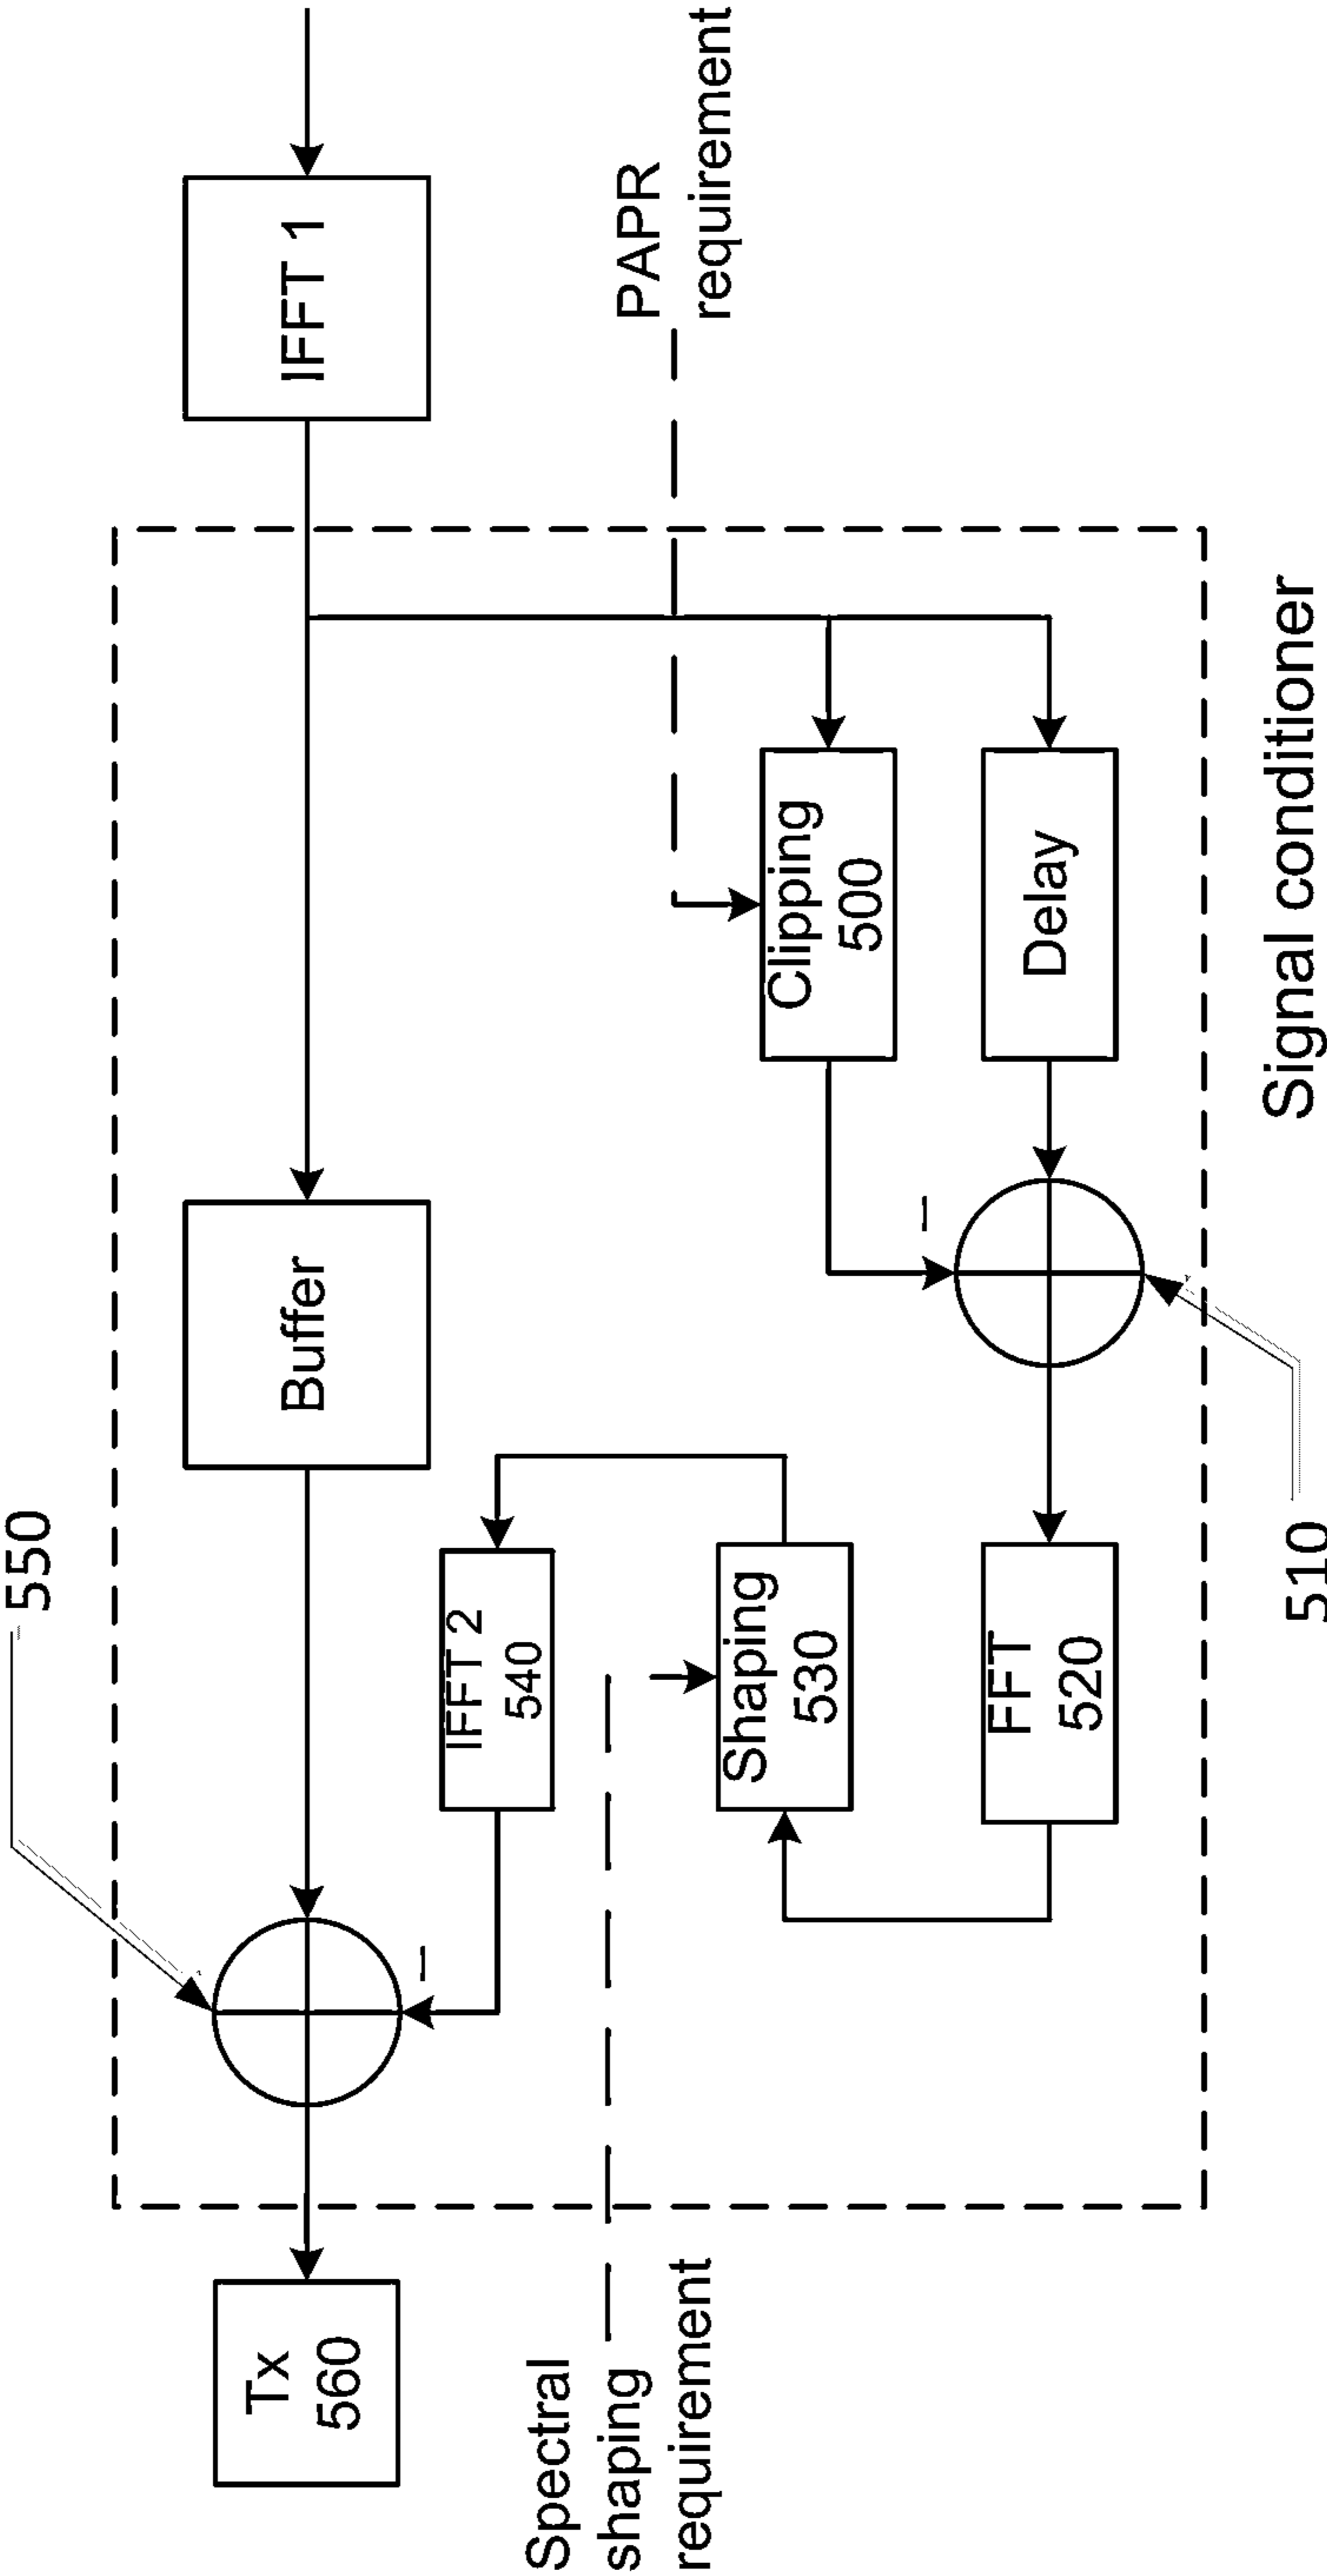 550
Tx
560
Buffer
IFFT 1
IFFT 2
540
Spectral
shaping
requirement
Shaping
530
PAPR
requirement
Clipping
500
FFT
520
Delay
510
Signal conditioner